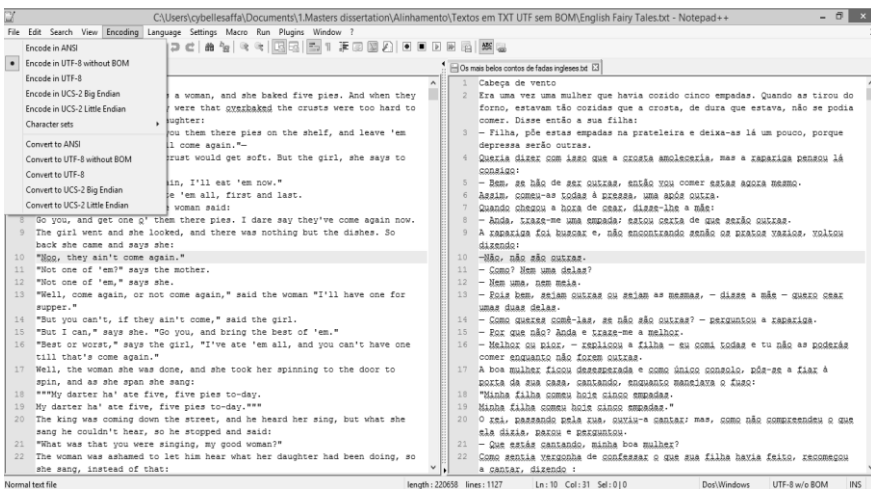 C:\Users\cybellesaffa\Documents\1.Masters dissertation\Alinhamento\Textos em TXT UTF sem BOM\English Fairy Tales.txt - Notepad++
File Edit Search View Encoding Language Settings Macro Run Plugins Window ?
Encode in ANSI
Encode in UTF-8 without BOM
Encode in UTF-8
Encode in UCS-2 Big Endian
Encode in UCS-2 Little Endian
Character sets
Convert to ANSI
Convert to UTF-8 without BOM
Convert to UTF-8
Convert to UCS-2 Big Endian
Convert to UCS-2 Little Endian
a woman, and she baked five pies. And when they
were that overbaked the crusts were too hard to
ughter:
ou them there pies on the shelf, and leave 'em
l come again."—
rust would get soft. But the girl, she says to
in, I'll eat 'em now."
e 'em all, first and last.
woman said:
8 Go you, and get one o' them there pies. I dare say they've come again now.
9 The girl went and she looked, and there was nothing but the dishes. So
back she came and says she:
10 "Noo, they ain't come again."
11 "Not one of 'em?" says the mother.
12 "Not one of 'em," says she.
13 "Well, come again, or not come again," said the woman "I'll have one for
supper."
14 "But you can't, if they ain't come," said the girl.
15 "But I can," says she. "Go you, and bring the best of 'em."
16 "Best or worst," says the girl, "I've ate 'em all, and you can't have one
till that's come again."
17 Well, the woman she was done, and she took her spinning to the door to
spin, and as she span she sang:
18 """My darter ha' ate five, five pies to-day.
19 My darter ha' ate five, five pies to-day."""
20 The king was coming down the street, and he heard her sing, but what she
sang he couldn't hear, so he stopped and said:
21 "What was that you were singing, my good woman?"
22 The woman was ashamed to let him hear what her daughter had been doing, so
she sang, instead of that:
Os mais belos contos de fadas ingleses.txt
1 Cabeça de vento
2 Era uma vez uma mulher que havia cozido cinco empadas. Quando as tirou do
forno, estavam tão cozidas que a crosta, de dura que estava, não se podia
comer. Disse então a sua filha:
3 — Filha, põe estas empadas na prateleira e deixa-as lá um pouco, porque
depressa serão outras.
4 Queria dizer com isso que a crosta amoleceria, mas a rapariga pensou lá
consigo:
5 — Bem, se hão de ser outras, então vou comer estas agora mesmo.
6 Assim, comeu-as todas à pressa, uma após outra.
7 Quando chegou a hora de cear, disse-lhe a mãe:
8 — Anda, traze-me uma empada; estou certa de que serão outras.
9 A rapariga foi buscar e, não encontrando senão os pratos vazios, voltou
dizendo:
10 —Não, não são outras.
11 — Como? Nem uma delas?
12 — Nem uma, nem meia.
13 — Pois bem, sejam outras ou sejam as mesmas, — disse a mãe — quero cear
umas duas delas.
14 — Como queres comê-las, se não são outras? — perguntou a rapariga.
15 — Por que não? Anda e traze-me a melhor.
16 — Melhor ou pior, — replicou a filha — eu comi todas e tu não as poderás
comer enquanto não forem outras.
17 A boa mulher ficou desesperada e como único consolo, pôs-se a fiar à
porta da sua casa, cantando, enquanto manejava o fuso:
18 "Minha filha comeu hoje cinco empadas.
19 Minha filha comeu hoje cinco empadas."
20 O rei, passando pela rua, ouviu-a cantar; mas, como não compreendeu o que
ela dizia, parou e perguntou.
21 — Que estás cantando, minha boa mulher?
22 Como sentia vergonha de confessar o que sua filha havia feito, recomeçou
a cantar, dizendo :
Normal text file length : 220658 lines : 1127 Ln : 10 Col : 31 Sel : 0 | 0 Dos\Windows UTF-8 w/o BOM INS